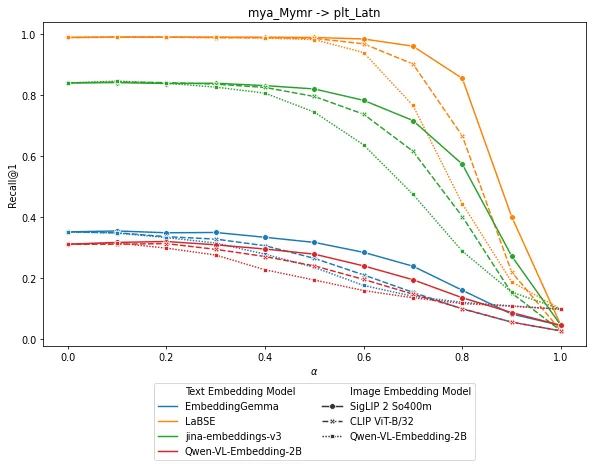 mya_Mymr -> plt_Latn
Recall@1
1.0
0.8
0.6
0.4
0.2
0.0
0.0 0.2 0.4 0.6 0.8 1.0
α
Text Embedding Model Image Embedding Model
EmbeddingGemma SigLIP 2 So400m
LaBSE CLIP ViT-B/32
jina-embeddings-v3 Qwen-VL-Embedding-2B
Qwen-VL-Embedding-2B